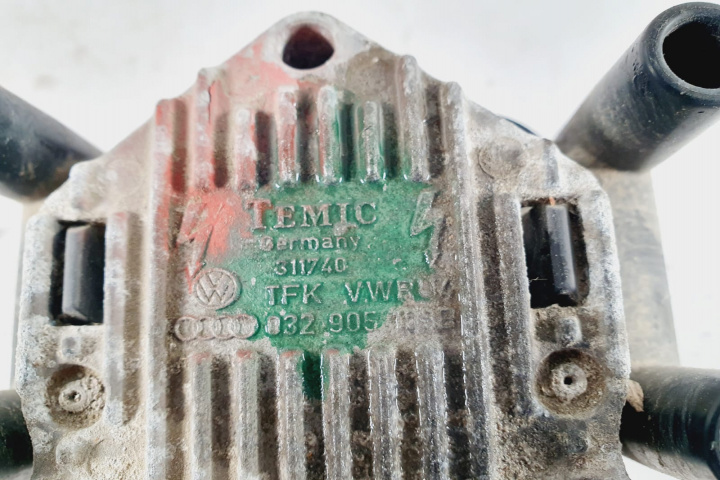 TEMIC
Germany
311740
TFK
032 905